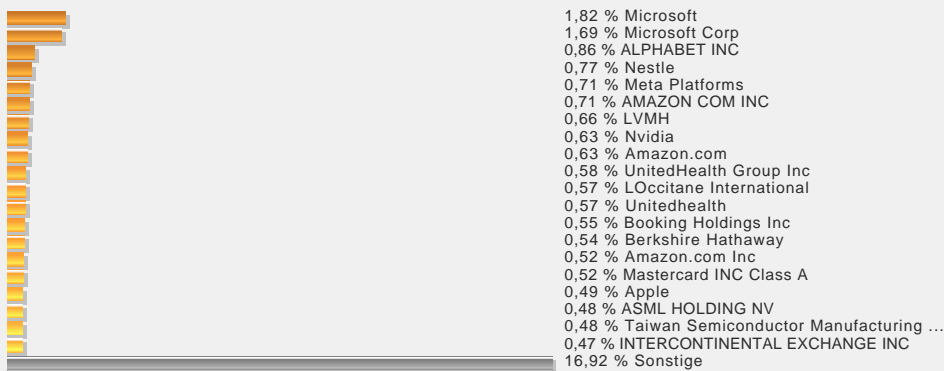 1,82 % Microsoft
1,69 % Microsoft Corp
0,86 % ALPHABET INC
0,77 % Nestle
0,71 % Meta Platforms
0,71 % AMAZON COM INC
0,66 % LVMH
0,63 % Nvidia
0,63 % Amazon.com
0,58 % UnitedHealth Group Inc
0,57 % LOccitane International
0,57 % Unitedhealth
0,55 % Booking Holdings Inc
0,54 % Berkshire Hathaway
0,52 % Amazon.com Inc
0,52 % Mastercard INC Class A
0,49 % Apple
0,48 % ASML HOLDING NV
0,48 % Taiwan Semiconductor Manufacturing ...
0,47 % INTERCONTINENTAL EXCHANGE INC
16,92 % Sonstige